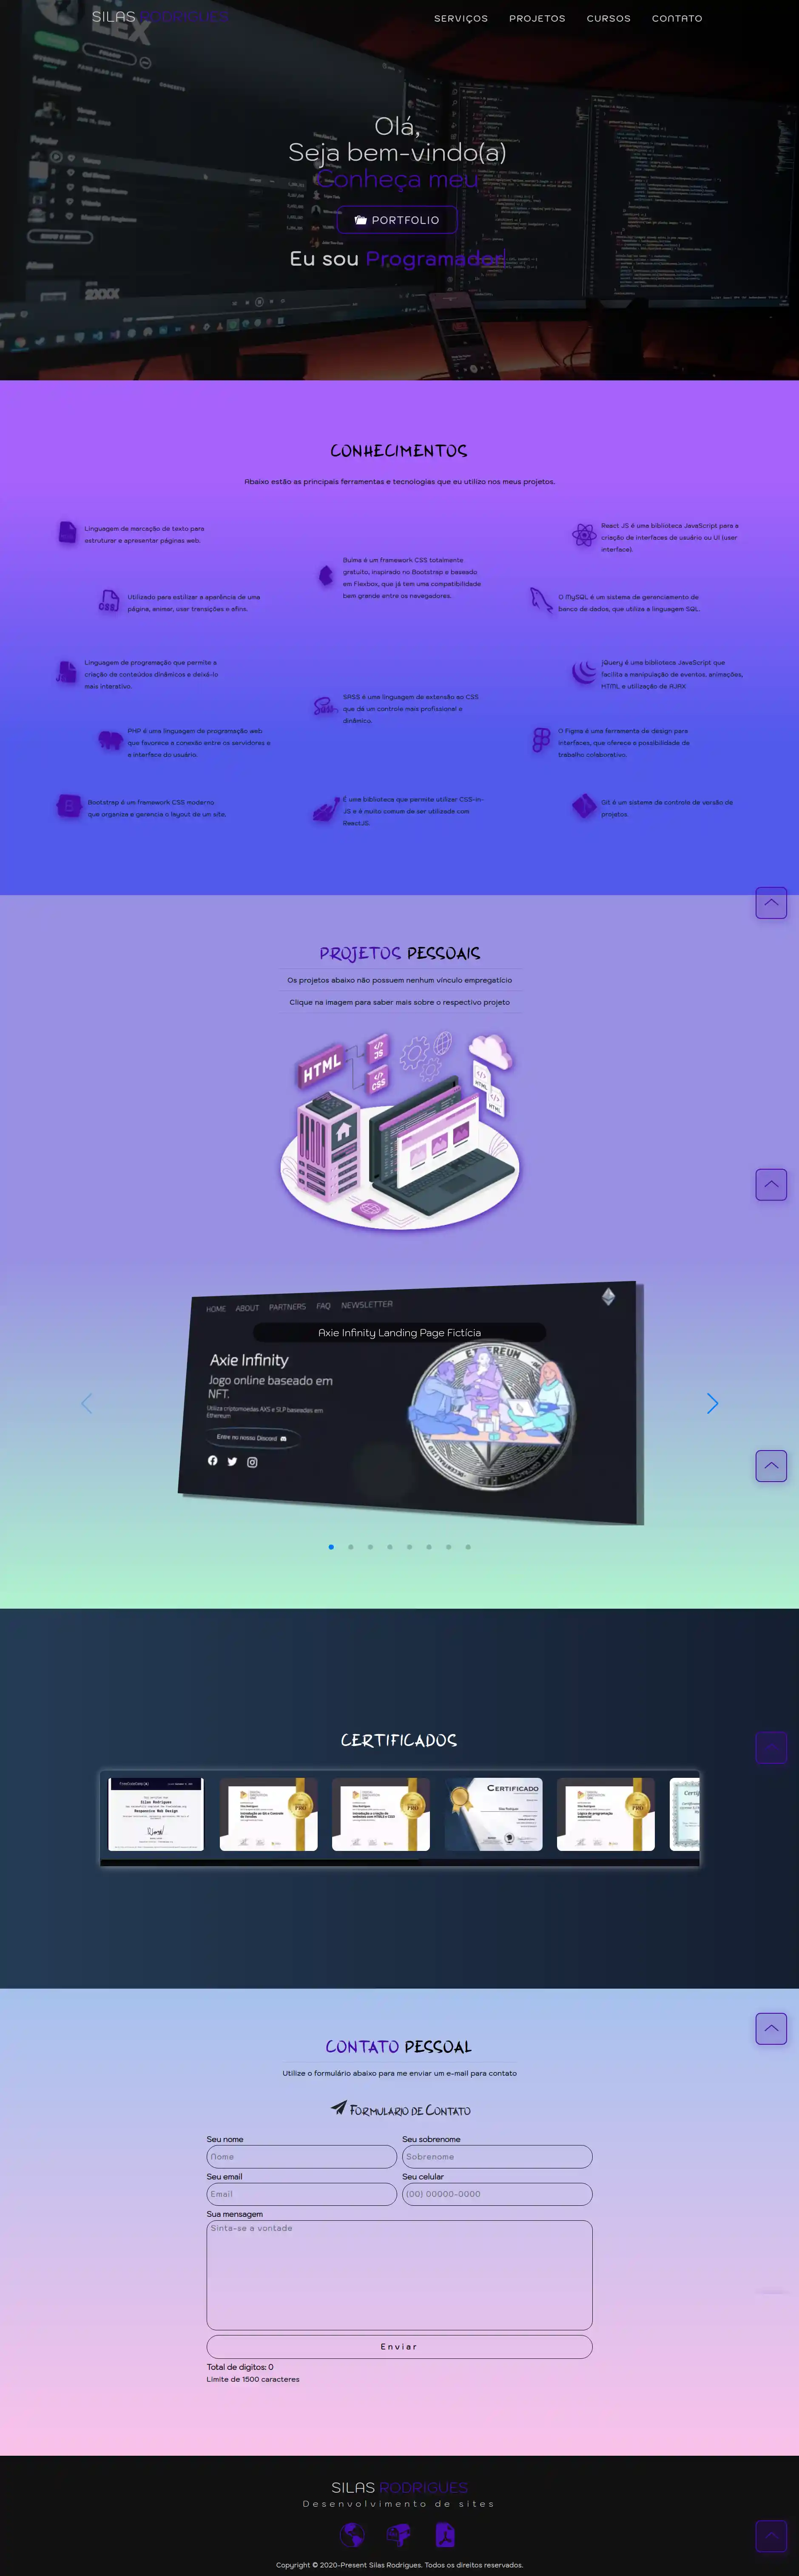 SILAS RODRIGUES
SERVIÇOS PROJETOS CURSOS CONTATO
Olá,
Seja bem-vindo(a)
Conheça meu
PORTFOLIO
Eu sou Programador|
CONHECIMENTOS
Abaixo estão as principais ferramentas e tecnologias que eu utilizo nos meus projetos.
Linguagem de marcação de texto para
estruturar e apresentar páginas web.
React JS é uma biblioteca JavaScript para a
criação de interfaces de usuário ou UI (user
interface).
Bulma é um framework CSS totalmente
gratuito, inspirado no Bootstrap e baseado
em Flexbox, que já tem uma compatibilidade
bem grande entre os navegadores.
Utilizado para estilizar a aparência de uma
página, animar, usar transições e afins.
O MySQL é um sistema de gerenciamento de
banco de dados, que utiliza a linguagem SQL.
Linguagem de programação que permite a
criação de conteúdos dinâmicos e deixá-lo
mais interativo.
jQuery é uma biblioteca JavaScript que
facilita a manipulação de eventos, animações,
HTML e utilização de AJAX
SASS é uma linguagem de extensão ao CSS
que dá um controle mais profissional e
dinâmico.
PHP é uma linguagem de programação web
que favorece a conexão entre os servidores e
a interface do usuário.
O Figma é uma ferramenta de design para
interfaces, que oferece a possibilidade de
trabalho colaborativo.
Bootstrap é um framework CSS moderno
que organiza e gerencia o layout de um site.
É uma biblioteca que permite utilizar CSS-in-
JS e é muito comum de ser utilizada com
ReactJS.
Git é um sistema de controle de versão de
projetos.
PROJETOS PESSOAIS
Os projetos abaixo não possuem nenhum vínculo empregatício
Clique na imagem para saber mais sobre o respectivo projeto
HTML
JS
CSS
HTML
HTML
HOME ABOUT PARTNERS FAQ NEWSLETTER
Axie Infinity Landing Page Fictícia
Axie Infinity
Jogo online baseado em
NFT.
Utiliza criptomoedas AXS e SLP baseadas em
Ethereum
Entre no nosso Discord
ETHEREUM
ETH
CERTIFICADOS
Silas Rodrigues
Responsive Web Design
CERTIFICADO
CONTATO PESSOAL
Utilize o formulário abaixo para me enviar um e-mail para contato
FORMULARIO DE CONTATO
Seu nome Seu sobrenome
Nome Sobrenome
Seu email Seu celular
Email (00) 00000-0000
Sua mensagem
Sinta-se a vontade
Enviar
Total de digitos: 0
Limite de 1500 caracteres
SILAS RODRIGUES
Desenvolvimento de sites
Copyright © 2020-Present Silas Rodrigues. Todos os direitos reservados.